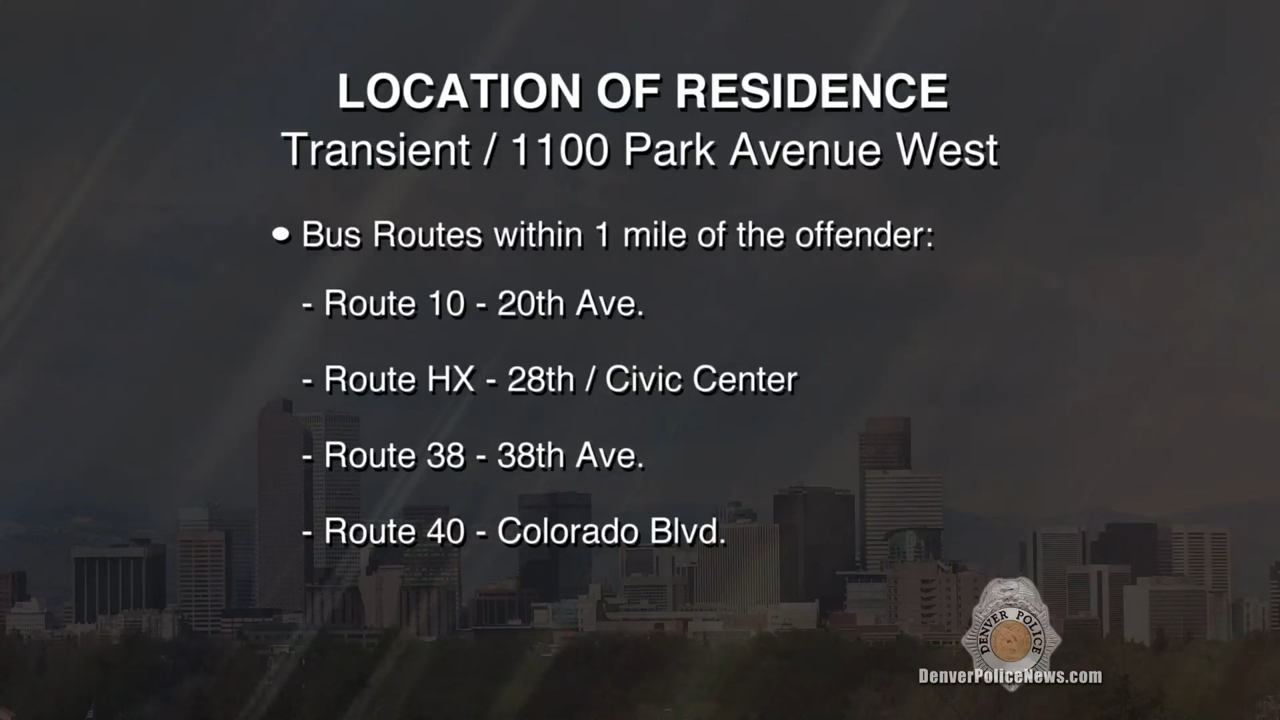 LOCATION OF RESIDENCE
Transient / 1100 Park Avenue West
• Bus Routes within 1 mile of the offender:
- Route 10 - 20th Ave.
- Route HX - 28th / Civic Center
- Route 38 - 38th Ave.
- Route 40 - Colorado Blvd.
DENVER POLICE
DenverPoliceNews.com